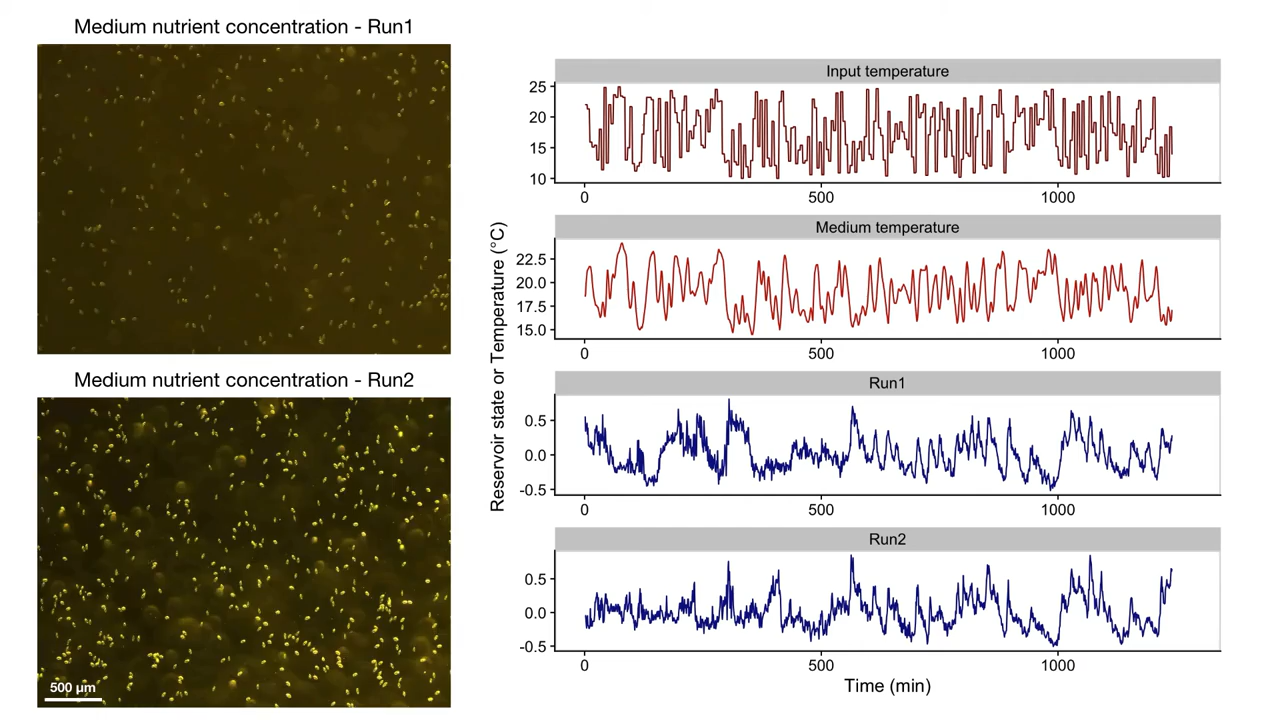 Medium nutrient concentration - Run1
Medium nutrient concentration - Run2
500 µm
Reservoir state or Temperature (°C)
Input temperature
25
20
15
10
0 500 1000
Medium temperature
22.5
20.0
17.5
15.0
0 500 1000
Run1
0.5
0.0
-0.5
0 500 1000
Run2
0.5
0.0
-0.5
0 500 1000
Time (min)